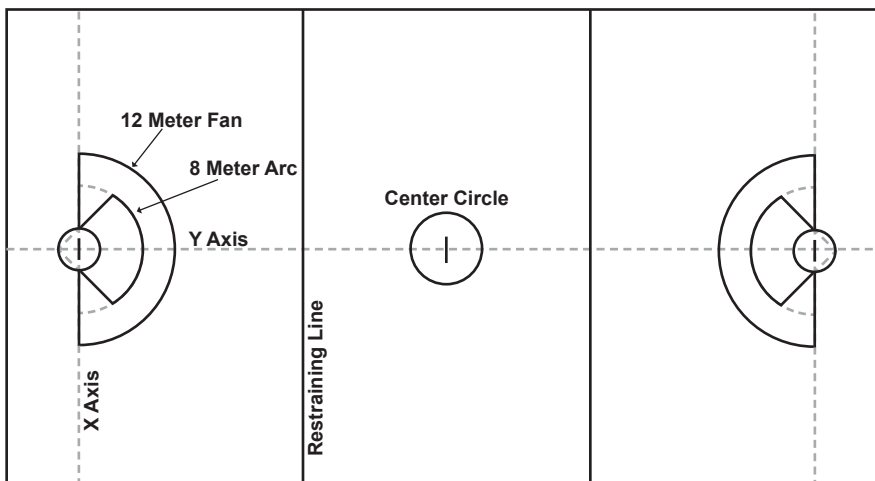 12 Meter Fan
8 Meter Arc
Center Circle
Y Axis
X Axis
Restraining Line